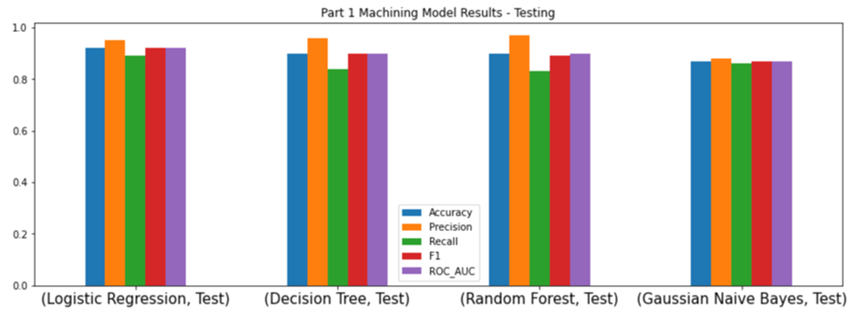 Part 1 Machining Model Results - Testing
1.0
0.8
0.6
0.4
0.2
0.0
Accuracy
Precision
Recall
F1
ROC_AUC
(Logistic Regression, Test) (Decision Tree, Test) (Random Forest, Test) (Gaussian Naive Bayes, Test)